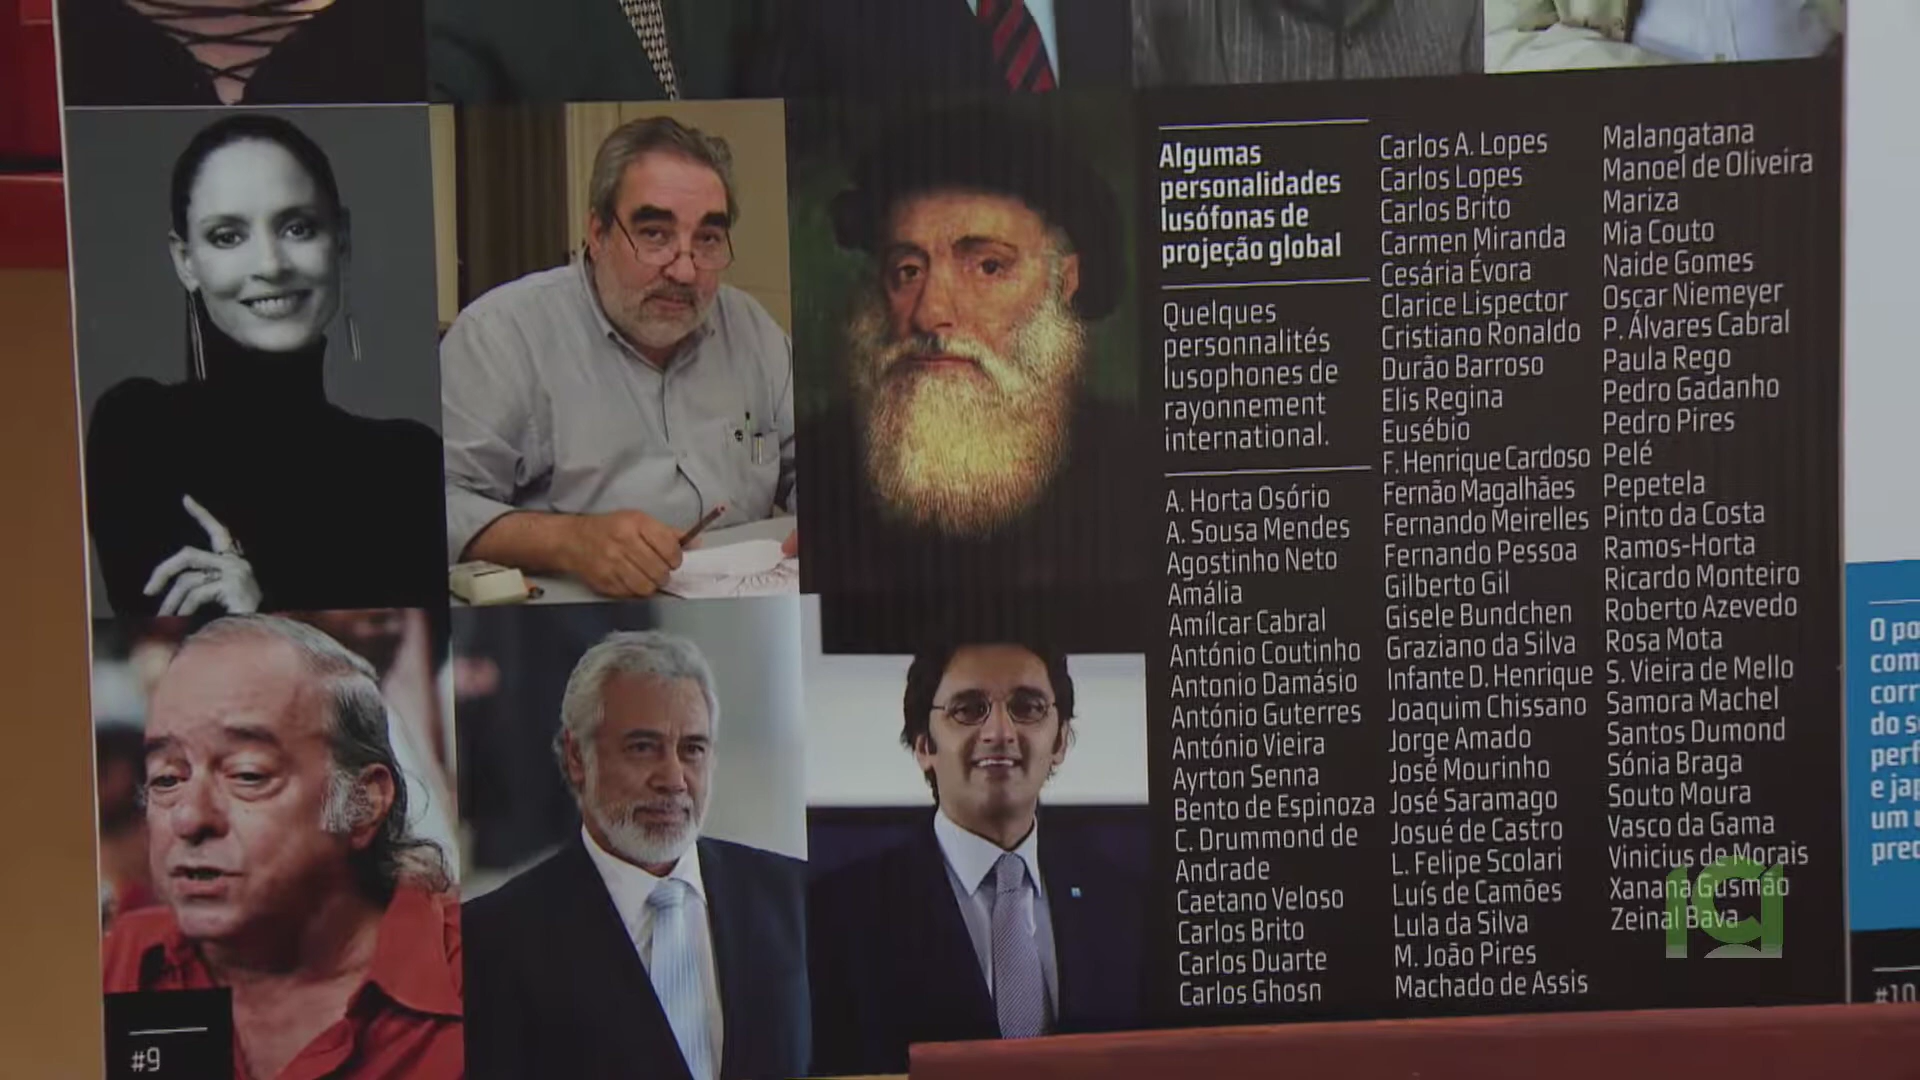 Algumas
personalidades
lusófonas de
projeção global
Quelques
personnalités
lusophones de
rayonnement
international.
A. Horta Osório
A. Sousa Mendes
Agostinho Neto
Amália
Amílcar Cabral
António Coutinho
Antonio Damásio
António Guterres
António Vieira
Ayrton Senna
Bento de Espinoza
C. Drummond de
Andrade
Caetano Veloso
Carlos Brito
Carlos Duarte
Carlos Ghosn
Carlos A. Lopes
Carlos Lopes
Carlos Brito
Carmen Miranda
Cesária Évora
Clarice Lispector
Cristiano Ronaldo
Durão Barroso
Elis Regina
Eusébio
F. Henrique Cardoso
Fernão Magalhães
Fernando Meirelles
Fernando Pessoa
Gilberto Gil
Gisele Bundchen
Graziano da Silva
Infante D. Henrique
Joaquim Chissano
Jorge Amado
José Mourinho
José Saramago
Josué de Castro
L. Felipe Scolari
Luís de Camões
Lula da Silva
M. João Pires
Machado de Assis
Malangatana
Manoel de Oliveira
Mariza
Mia Couto
Naide Gomes
Oscar Niemeyer
P. Álvares Cabral
Paula Rego
Pedro Gadanho
Pedro Pires
Pelé
Pepetela
Pinto da Costa
Ramos-Horta
Ricardo Monteiro
Roberto Azevedo
Rosa Mota
S. Vieira de Mello
Samora Machel
Santos Dumond
Sónia Braga
Souto Moura
Vasco da Gama
Vinicius de Morais
Xanana Gusmão
Zeinal Bava
#9
O
do
e
um
#10